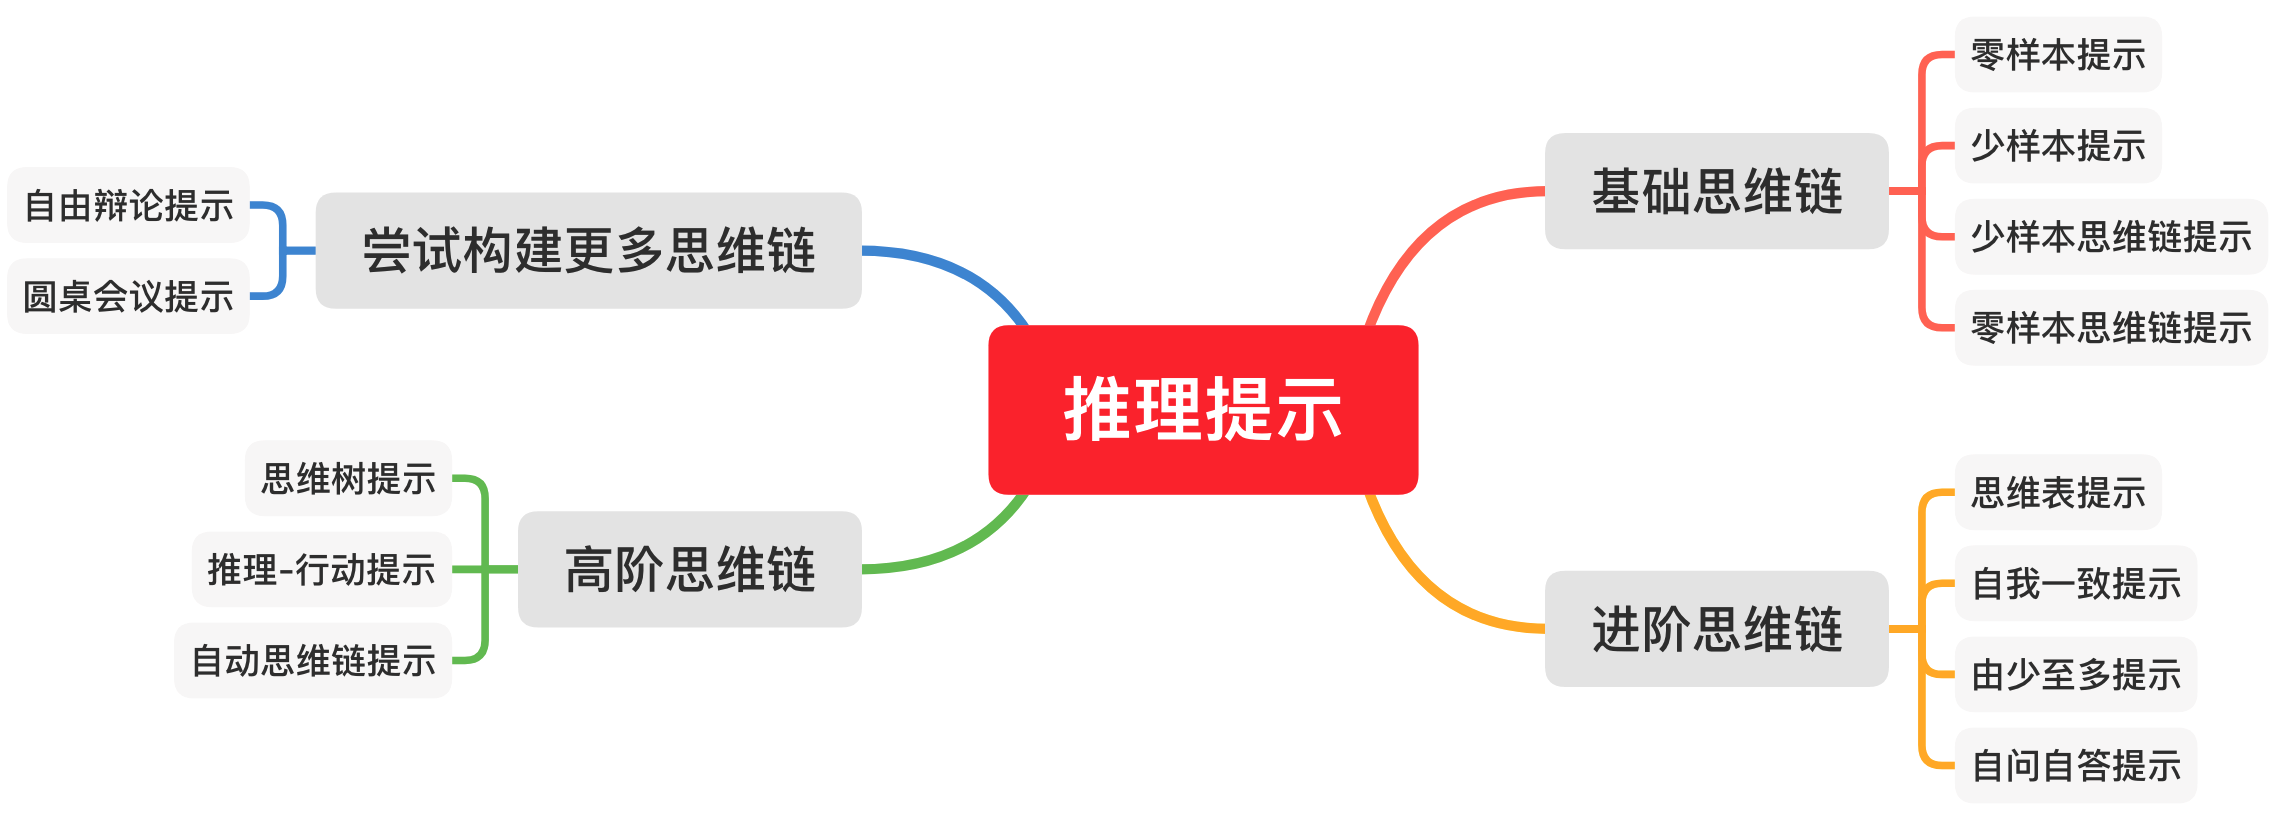 推理提示
基础思维链
零样本提示
少样本提示
少样本思维链提示
零样本思维链提示
进阶思维链
思维表提示
自我一致提示
由少至多提示
自问自答提示
尝试构建更多思维链
自由辩论提示
圆桌会议提示
高阶思维链
思维树提示
推理-行动提示
自动思维链提示